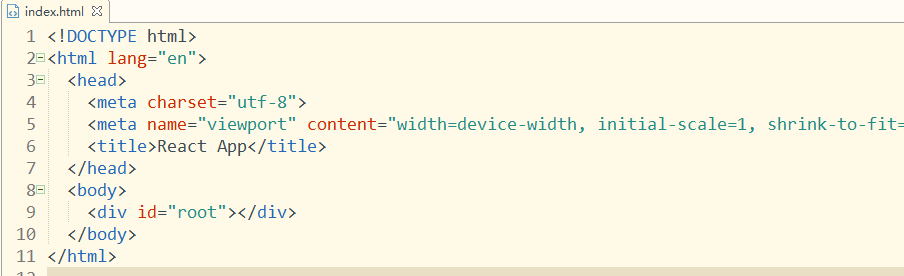 index.html
1 <!DOCTYPE html>
2 <html lang="en">
3 <head>
4 <meta charset="utf-8">
5 <meta name="viewport" content="width=device-width, initial-scale=1, shrink-to-fit=
6 <title>React App</title>
7 </head>
8 <body>
9 <div id="root"></div>
10 </body>
11 </html>
12